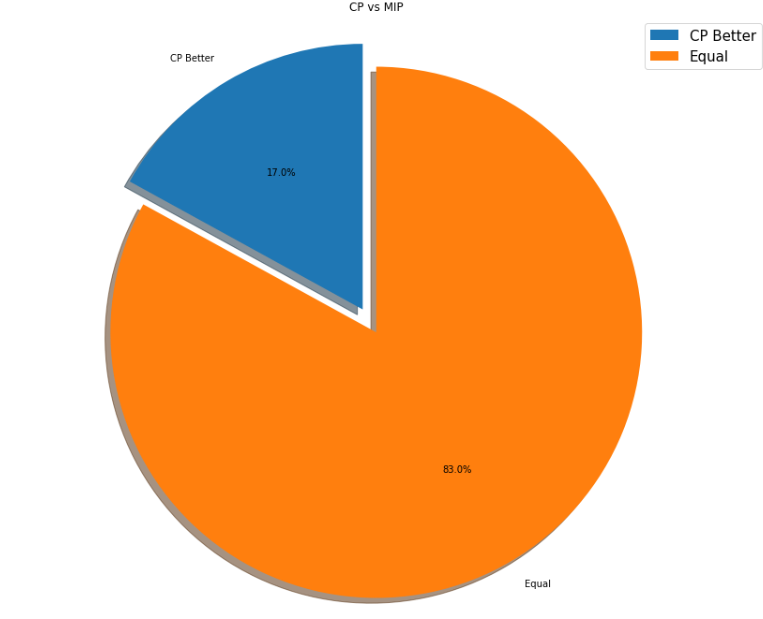 CP vs MIP
CP Better
Equal
CP Better
17.0%
83.0%
Equal